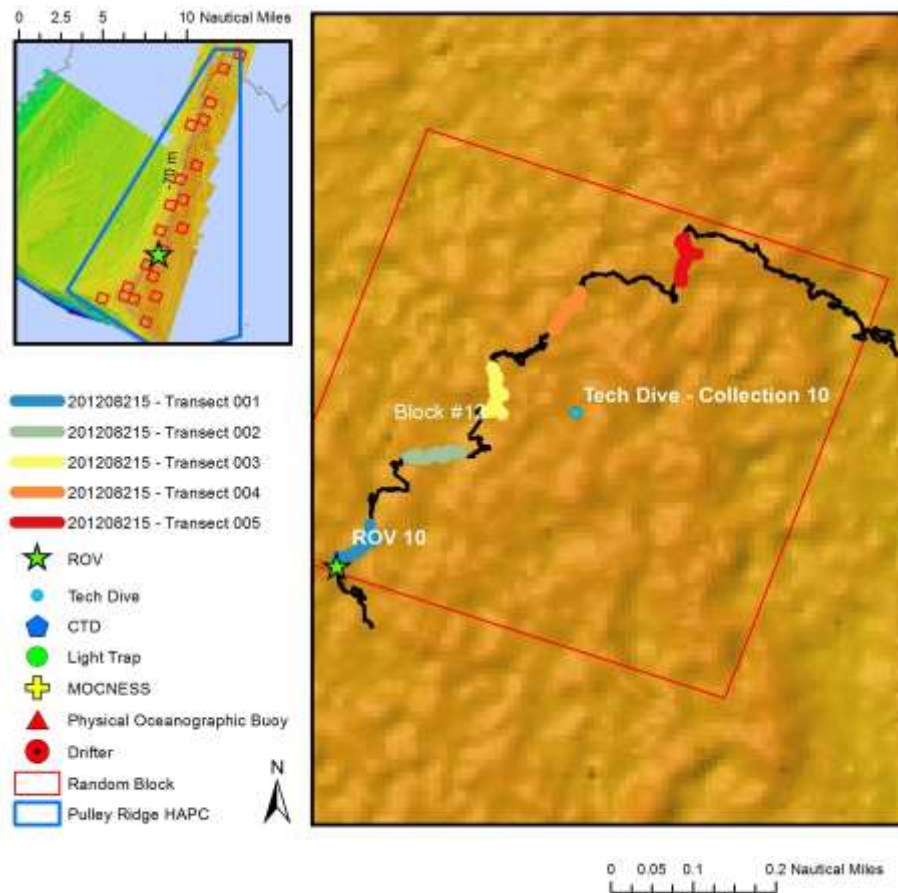 0 2.5 5 10 Nautical Miles
-70 m
201208215 - Transect 001
201208215 - Transect 002
201208215 - Transect 003
201208215 - Transect 004
201208215 - Transect 005
ROV
Tech Dive
CTD
Light Trap
MOCNESS
Physical Oceanographic Buoy
Drifter
Random Block
Pulley Ridge HAPC
N
Tech Dive - Collection 10
Block
ROV 10
0 0.05 0.1 0.2 Nautical Miles